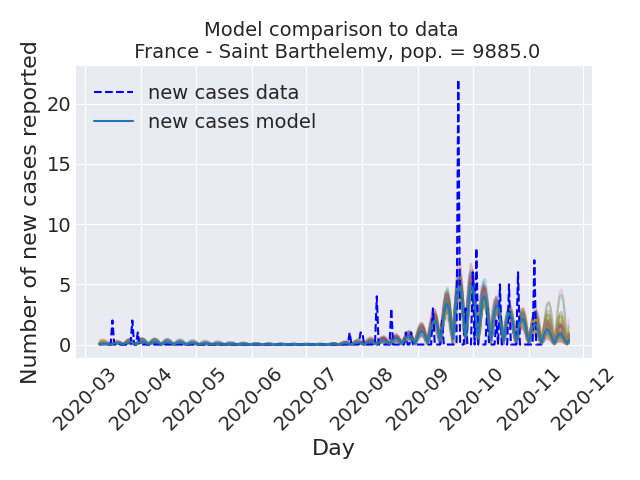 Model comparison to data
France - Saint Barthelemy, pop. = 9885.0
Number of new cases reported
new cases data
new cases model
20
15
10
5
0
2020-03
2020-04
2020-05
2020-06
2020-07
2020-08
2020-09
2020-10
2020-11
2020-12
Day